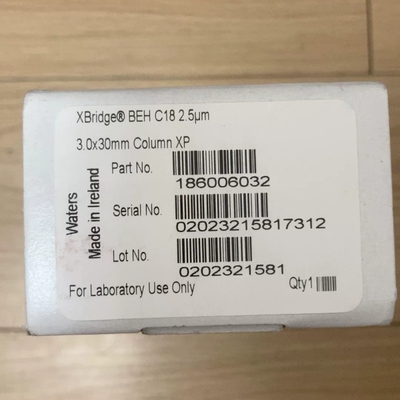 XBridge® BEH C18 2.5µm
3.0x30mm Column XP
Part No.
186006032
Serial No.
02023215817312
Lot No.
0202321581
For Laboratory Use Only
Qty1
Waters
Made in Ireland